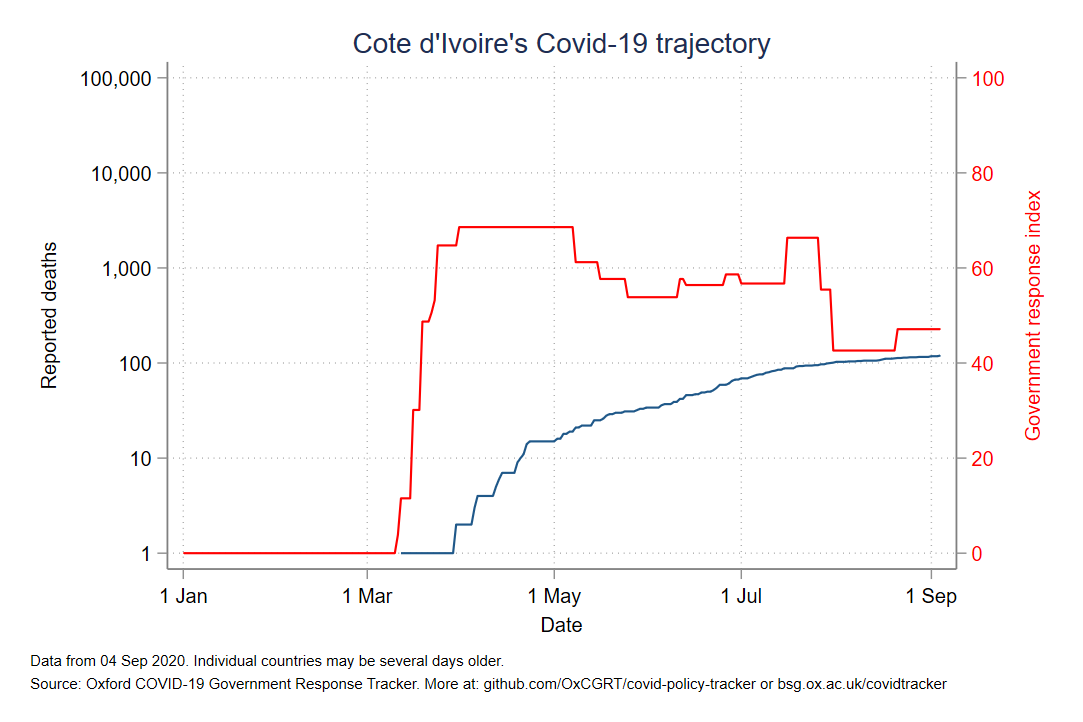 Cote d'Ivoire's Covid-19 trajectory
100,000
10,000
1,000
100
10
1
Reported deaths
100
80
60
40
20
0
Government response index
1 Jan
1 Mar
1 May
1 Jul
1 Sep
Date
Data from 04 Sep 2020. Individual countries may be several days older.
Source: Oxford COVID-19 Government Response Tracker. More at: github.com/OxCGRT/covid-policy-tracker or bsg.ox.ac.uk/covidtracker